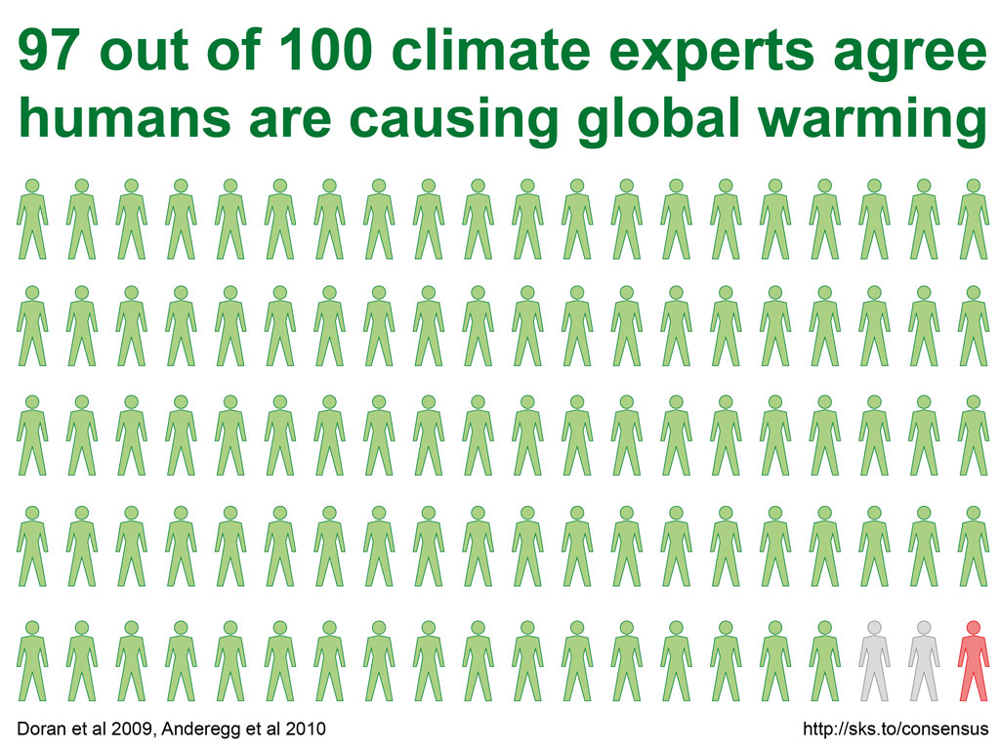 97 out of 100 climate experts agree
humans are causing global warming
Doran et al 2009, Anderegg et al 2010
http://sks.to/consensus